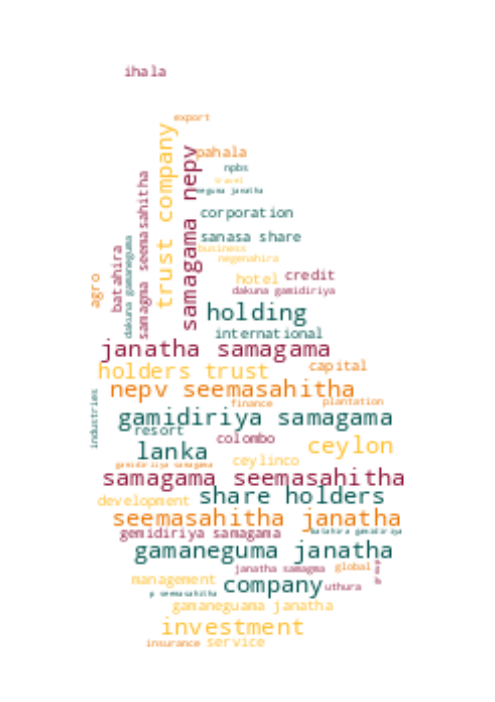 ihala
export
trust company
samagama nepv
pahala
npbs
travel
neguna janatha
samagma seemasahitha
corporation
sanasa share
business
negenahira
batahira
dakuna gamaneguma
agro
hotel
credit
dakuna gamidiriya
holding
international
janatha samagama
holders trust
capital
nepv seemasahitha
finance
plantation
industries
gamidiriya samagama
resort
colombo
lanka
ceylon
ceylinco
gamidiriya samagama
samagama seemasahitha
development
share holders
seemasahitha janatha
gemidiriya samagama
batahira gamidiriya
gamaneguma janatha
janatha samagma
global
management
company
uthura
p seemasahitha
gamaneguama janatha
investment
insurance
service